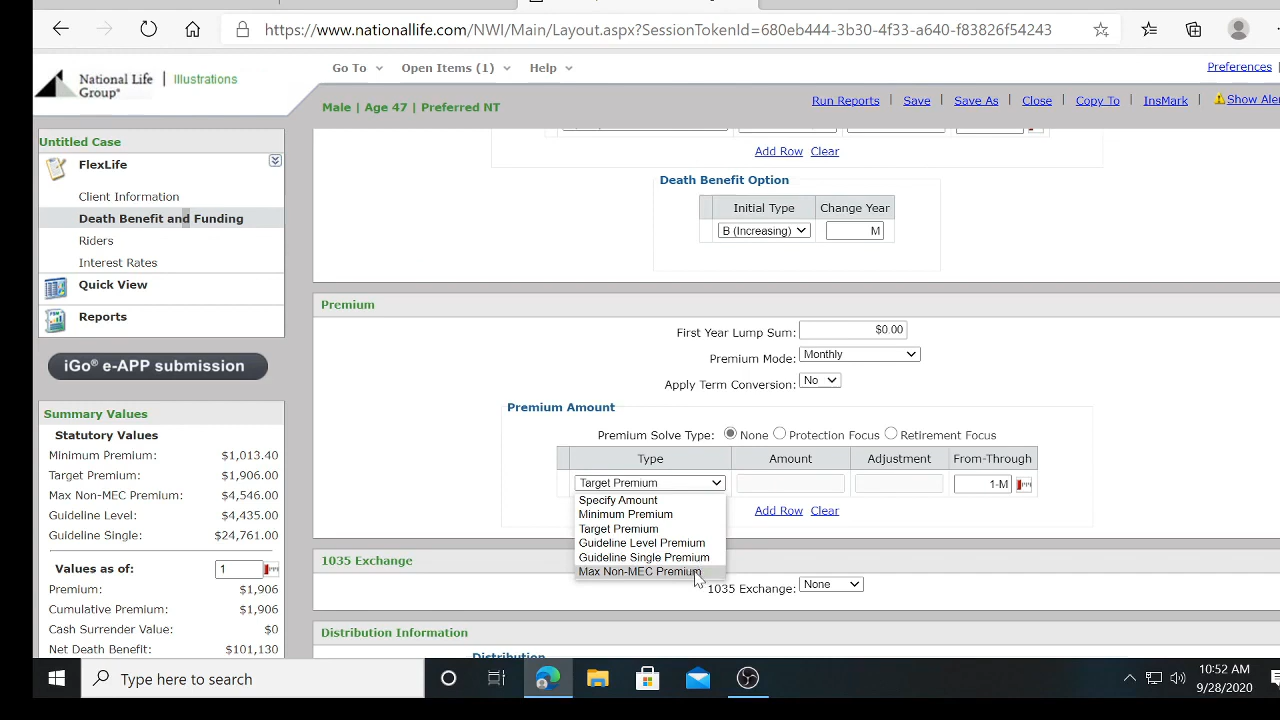 https://www.nationallife.com/NWI/Main/Layout.aspx?SessionTokenId=680eb444-3b30-4f33-a640-f83826f54243
National Life Group® | Illustrations
Go To Open Items (1) Help
Preferences
Male | Age 47 | Preferred NT
Run Reports | Save | Save As | Close | Copy To | InsMark | Show Aler
Untitled Case
FlexLife
Client Information
Death Benefit and Funding
Riders
Interest Rates
Quick View
Reports
iGo® e-APP submission
Summary Values
Statutory Values
Minimum Premium: $1,013.40
Target Premium: $1,906.00
Max Non-MEC Premium: $4,546.00
Guideline Level: $4,435.00
Guideline Single: $24,761.00
Values as of: 1
Premium: $1,906
Cumulative Premium: $1,906
Cash Surrender Value: $0
Net Death Benefit: $101,130
Add Row Clear
Death Benefit Option
Initial Type Change Year
B (Increasing) M
Premium
First Year Lump Sum: $0.00
Premium Mode: Monthly
Apply Term Conversion: No
Premium Amount
Premium Solve Type: None Protection Focus Retirement Focus
Type Amount Adjustment From-Through
Target Premium 1-M
Specify Amount
Minimum Premium
Target Premium
Guideline Level Premium
Guideline Single Premium
Max Non-MEC Premium
Add Row Clear
1035 Exchange
1035 Exchange: None
Distribution Information
Distribution
Type here to search
10:52 AM
9/28/2020